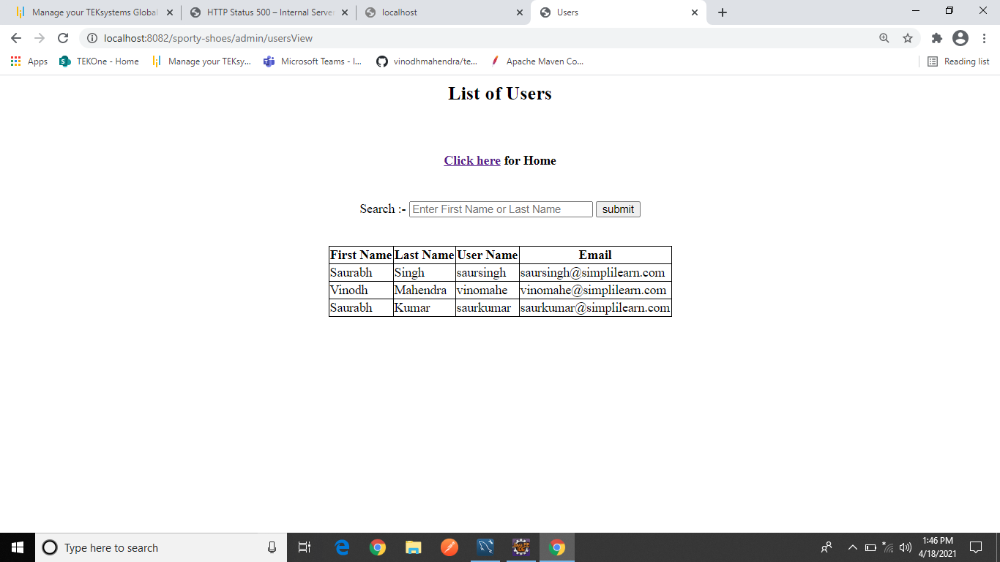 Manage your TEKsystems Global
HTTP Status 500 – Internal Server
localhost
Users
localhost:8082/sporty-shoes/admin/usersView
Apps
TEKOne - Home
Manage your TEKsy...
Microsoft Teams - I...
vinodhmahendra/te...
Apache Maven Co...
Reading list
List of Users
Click here for Home
Search :- Enter First Name or Last Name submit
First Name Last Name User Name Email
Saurabh Singh saursingh saursingh@simplilearn.com
Vinodh Mahendra vinomahe vinomahe@simplilearn.com
Saurabh Kumar saurkumar saurkumar@simplilearn.com
Type here to search
Java EE
IDE
1:46 PM
4/18/2021